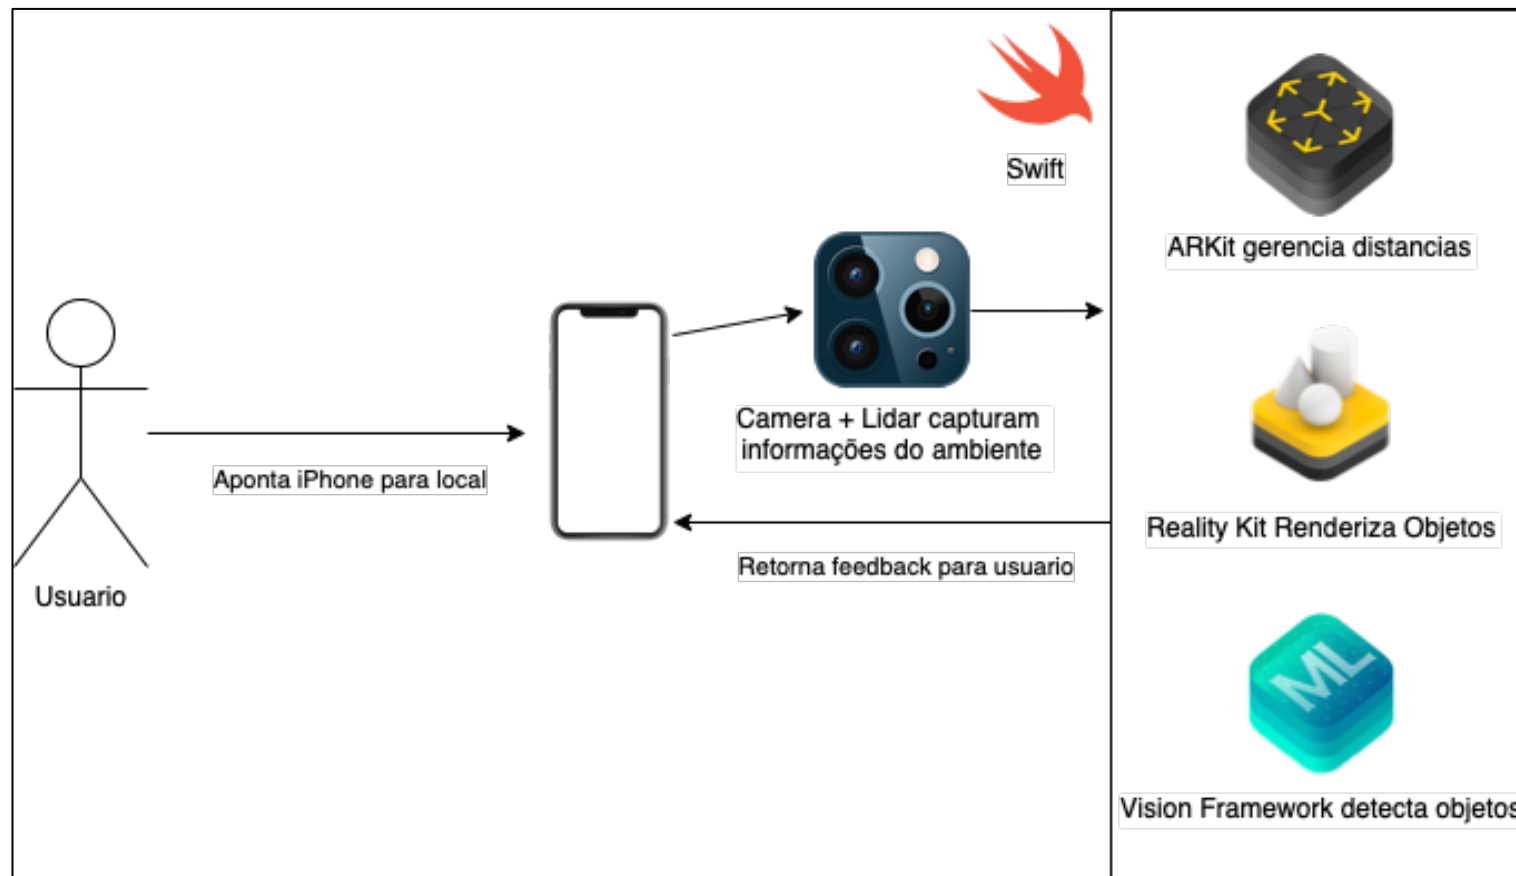 Swift
ARKit gerencia distancias
Camera + Lidar capturam
informações do ambiente
Aponta iPhone para local
Reality Kit Renderiza Objetos
Retorna feedback para usuario
Usuario
ML
Vision Framework detecta objetos